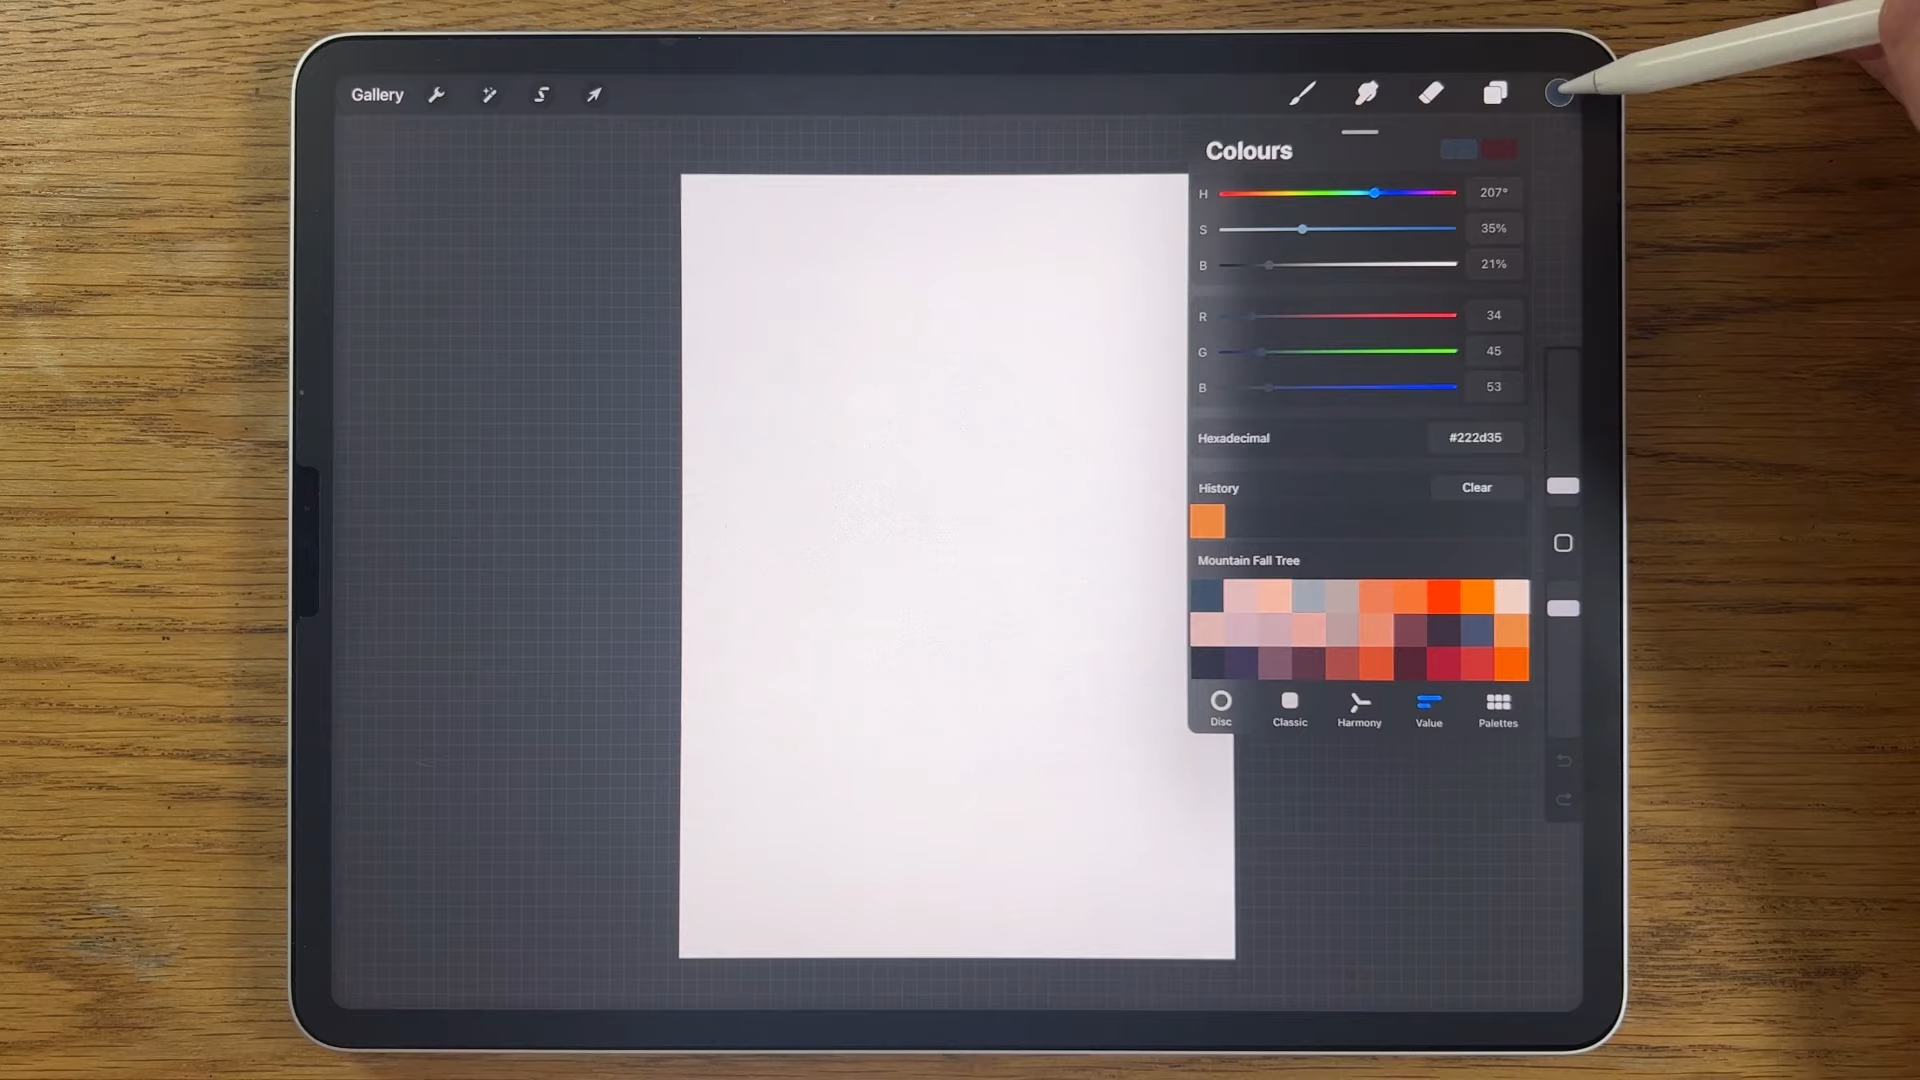 Gallery
Colours
H 207°
S 35%
B 21%
R 34
G 45
B 53
Hexadecimal #222d35
History Clear
Mountain Fall Tree
Disc Classic Harmony Value Palettes